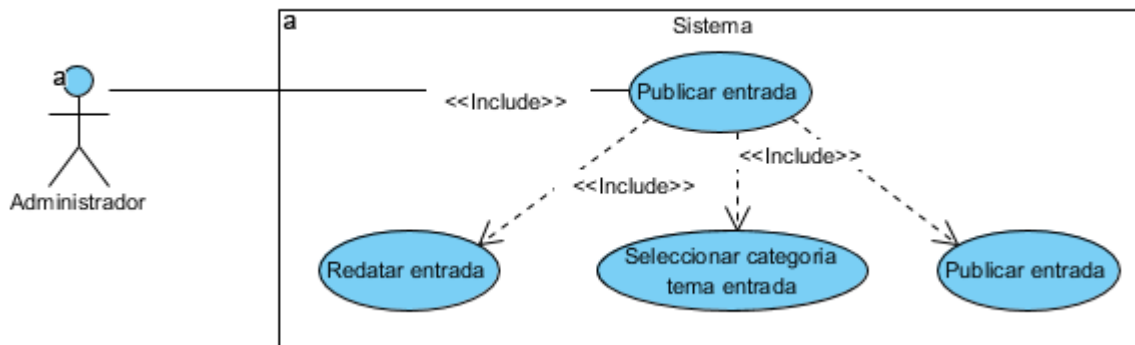 a
Sistema
a
Publicar entrada
<<Include>>
<<Include>>
<<Include>>
Administrador
Redatar entrada
Seleccionar categoria
tema entrada
Publicar entrada